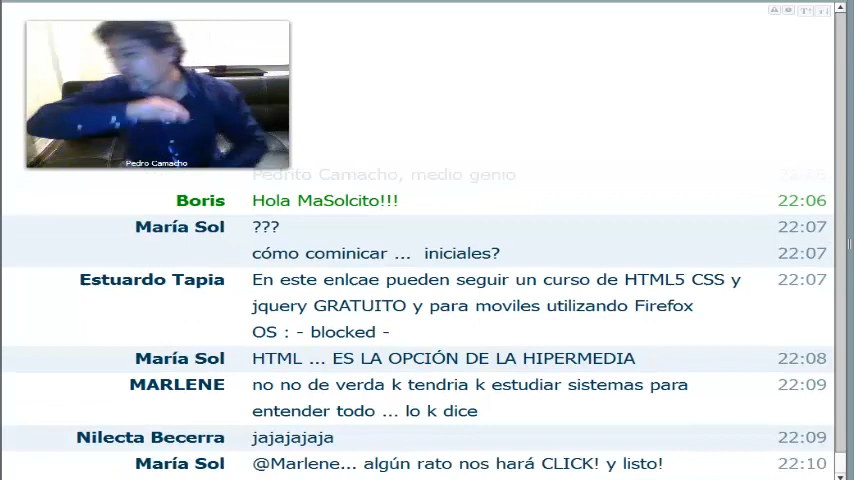 Pedro Camacho
Pedrito Camacho, medio genio
Boris Hola MaSolcito!!! 22:06
María Sol ??? 22:07
cómo cominicar ... iniciales? 22:07
Estuardo Tapia En este enlcae pueden seguir un curso de HTML5 CSS y 22:07
jquery GRATUITO y para moviles utilizando Firefox
OS : - blocked -
María Sol HTML ... ES LA OPCIÓN DE LA HIPERMEDIA 22:08
MARLENE no no de verda k tendria k estudiar sistemas para 22:09
entender todo ... lo k dice
Nilecta Becerra jajajajaja 22:09
María Sol @Marlene... algún rato nos hará CLICK! y listo! 22:10